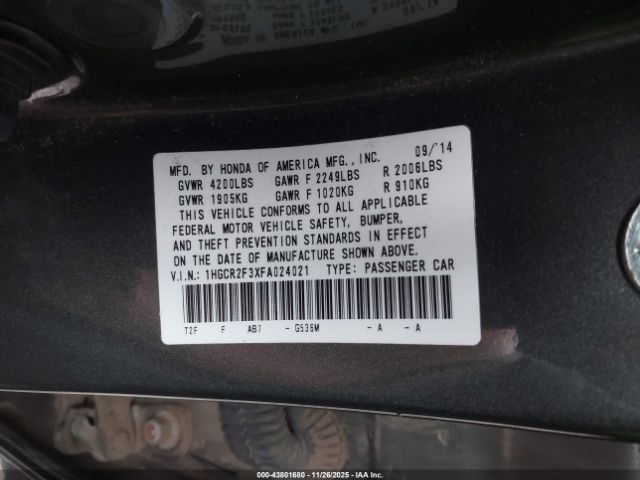 MFD. BY HONDA OF AMERICA MFG.,INC. 09/'14
GVWR 4200LBS GAWR F 2249LBS R 2006LBS
GVWR 1905KG GAWR F 1020KG R 910KG
THIS VEHICLE CONFORMS TO ALL APPLICABLE
FEDERAL MOTOR VEHICLE SAFETY, BUMPER,
AND THEFT PREVENTION STANDARDS IN EFFECT
ON THE DATE OF MANUFACTURE SHOWN ABOVE.
V.I.N.: 1HGCR2F3XFA024021 TYPE: PASSENGER CAR
T2F F AB7 -G536M -A -A
000-43801680 - 11/26/2025 - IAA Inc.